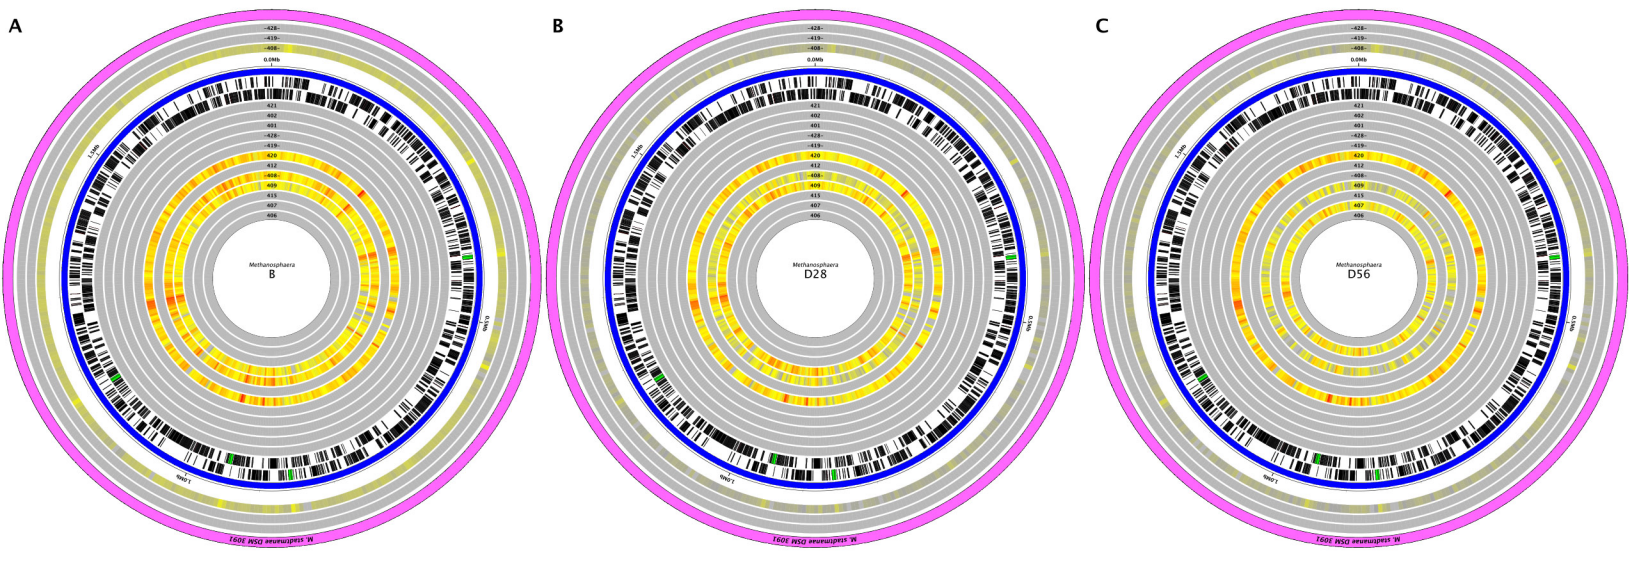 A
-428-
-419-
-408-
0.0Mb
421
402
401
-428-
-419-
420
412
-408-
409
415
407
406
Methanosphaera
B
0.5Mb
1.0Mb
1.5Mb
M. stadtmanae DSM 3091
B
-428-
-419-
-408-
0.0Mb
421
402
401
-428-
-419-
420
412
-408-
409
415
407
406
Methanosphaera
D28
0.5Mb
1.0Mb
1.5Mb
M. stadtmanae DSM 3091
C
-428-
-419-
-408-
0.0Mb
421
402
401
-428-
-419-
420
412
-408-
409
415
407
406
Methanosphaera
D56
0.5Mb
1.0Mb
1.5Mb
M. stadtmanae DSM 3091